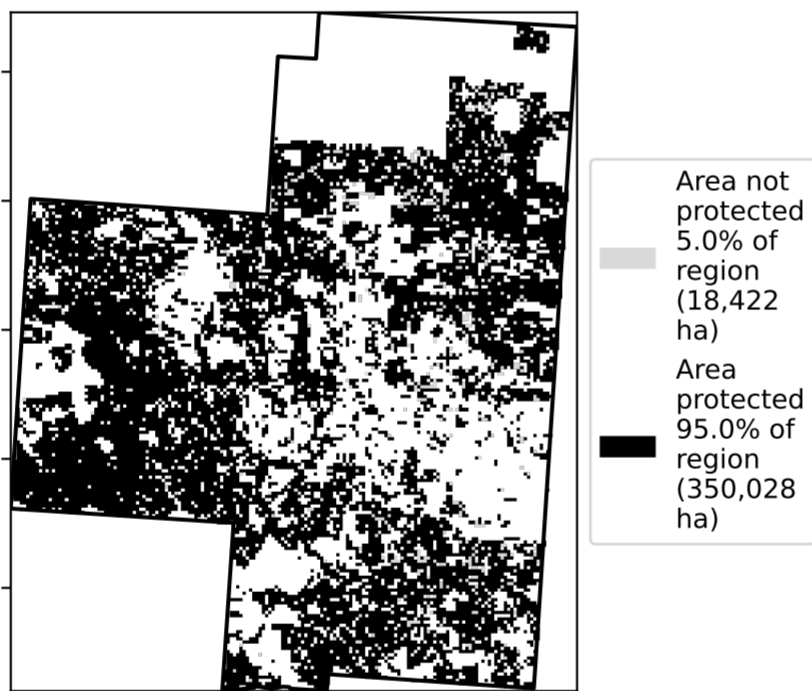 Area not
protected
5.0% of
region
(18,422
ha)
Area
protected
95.0% of
region
(350,028
ha)